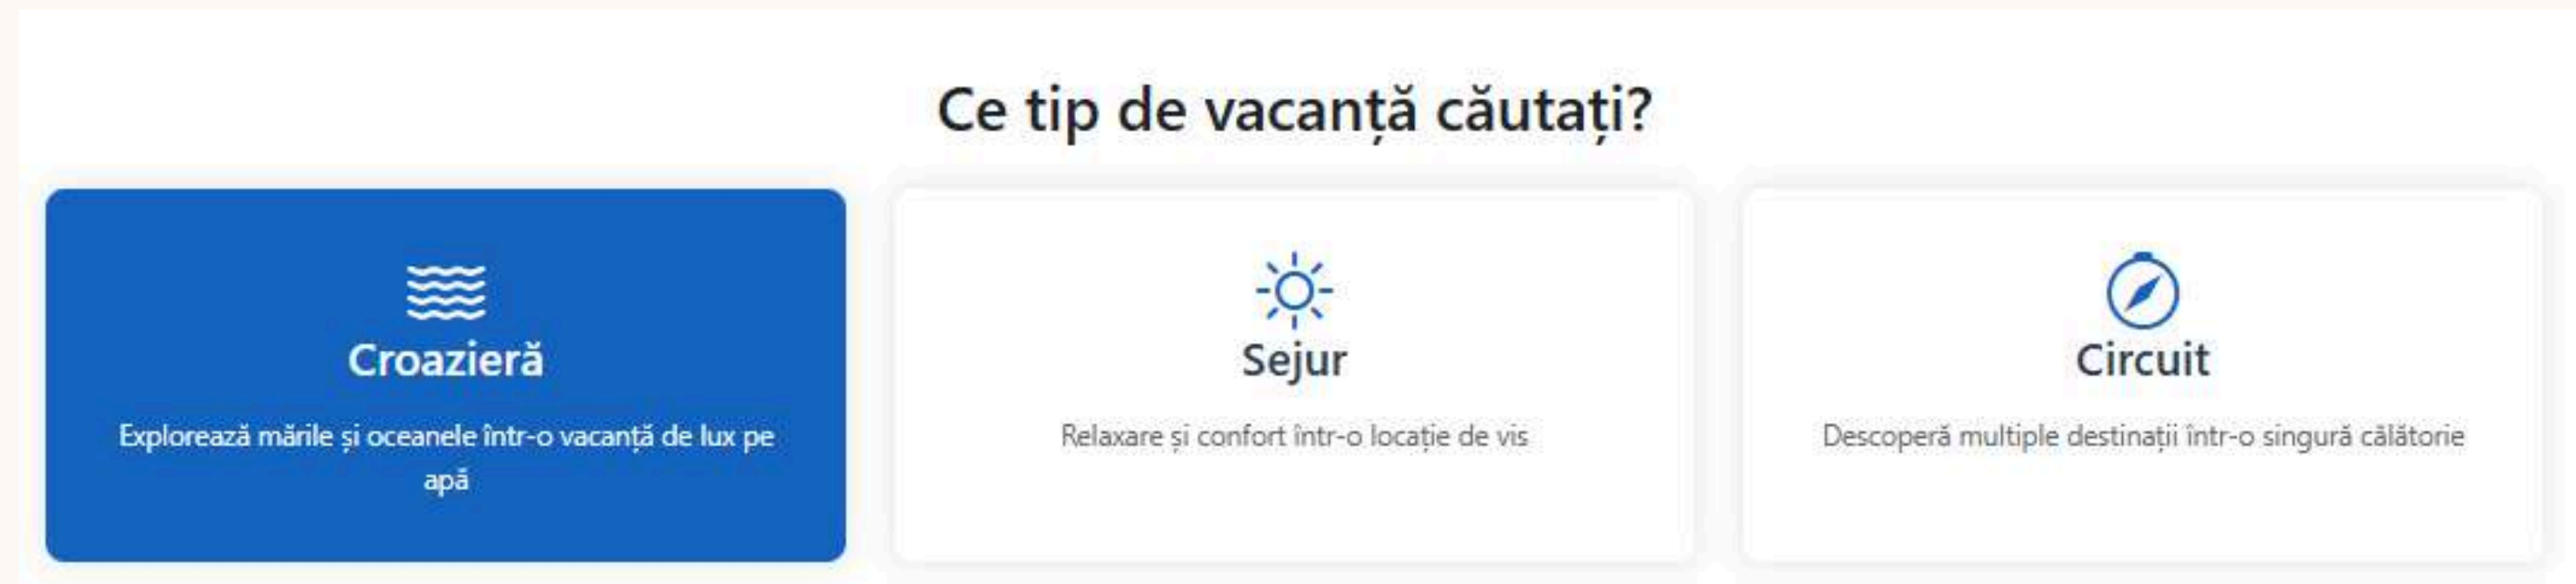 Ce tip de vacanță căutați?
Croazieră
Explorează mările și oceanele într-o vacanță de lux pe
apă
Sejur
Relaxare și confort într-o locație de vis
Circuit
Descoperă multiple destinații într-o singură călătorie